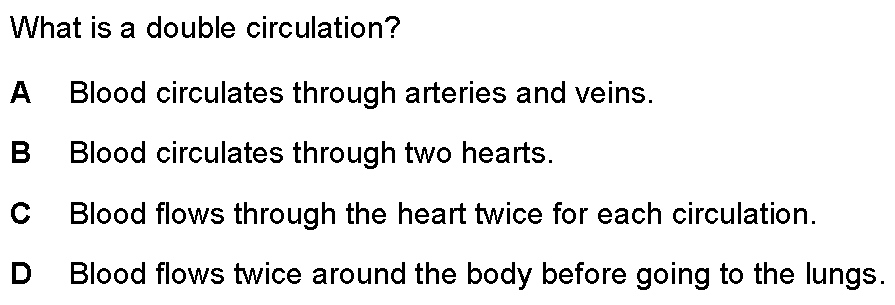 What is a double circulation?
A Blood circulates through arteries and veins.
B Blood circulates through two hearts.
C Blood flows through the heart twice for each circulation.
D Blood flows twice around the body before going to the lungs.